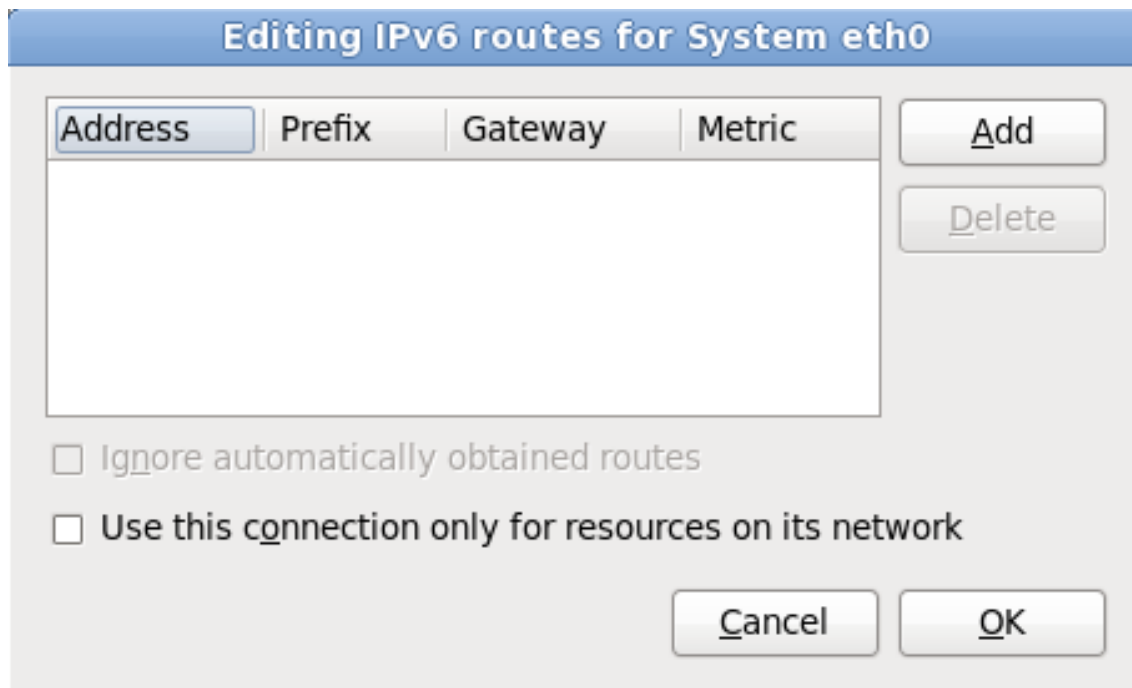 Editing IPv6 routes for System eth0
Address Prefix Gateway Metric
Add
Delete
Ignore automatically obtained routes
Use this connection only for resources on its network
Cancel OK